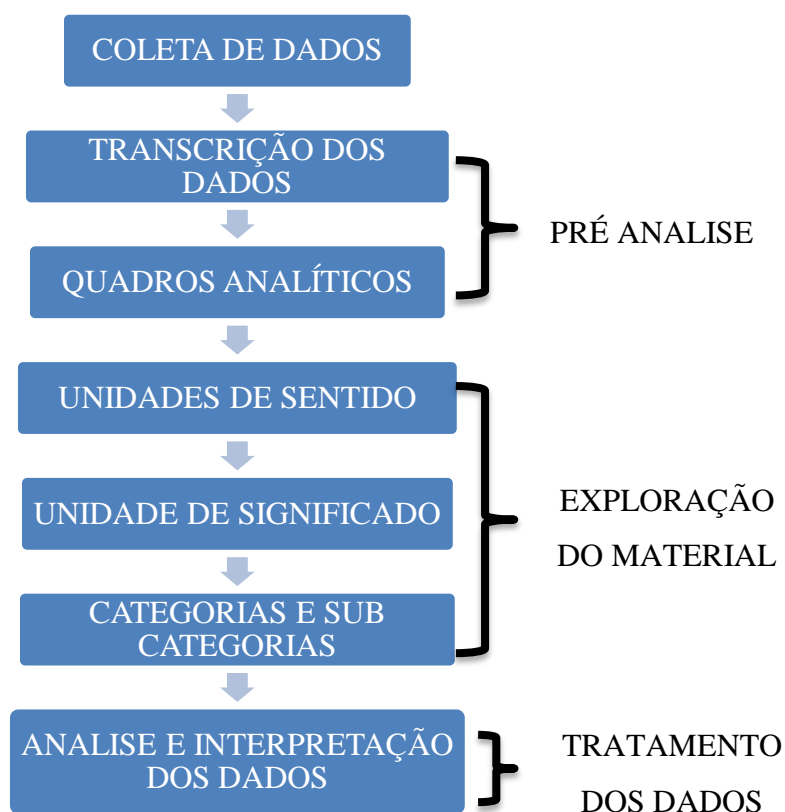 COLETA DE DADOS
TRANSCRIÇÃO DOS
DADOS
PRÉ ANALISE
QUADROS ANALÍTICOS
UNIDADES DE SENTIDO
UNIDADE DE SIGNIFICADO
EXPLORAÇÃO
DO MATERIAL
CATEGORIAS E SUB
CATEGORIAS
ANALISE E INTERPRETAÇÃO
DOS DADOS
TRATAMENTO
DOS DADOS